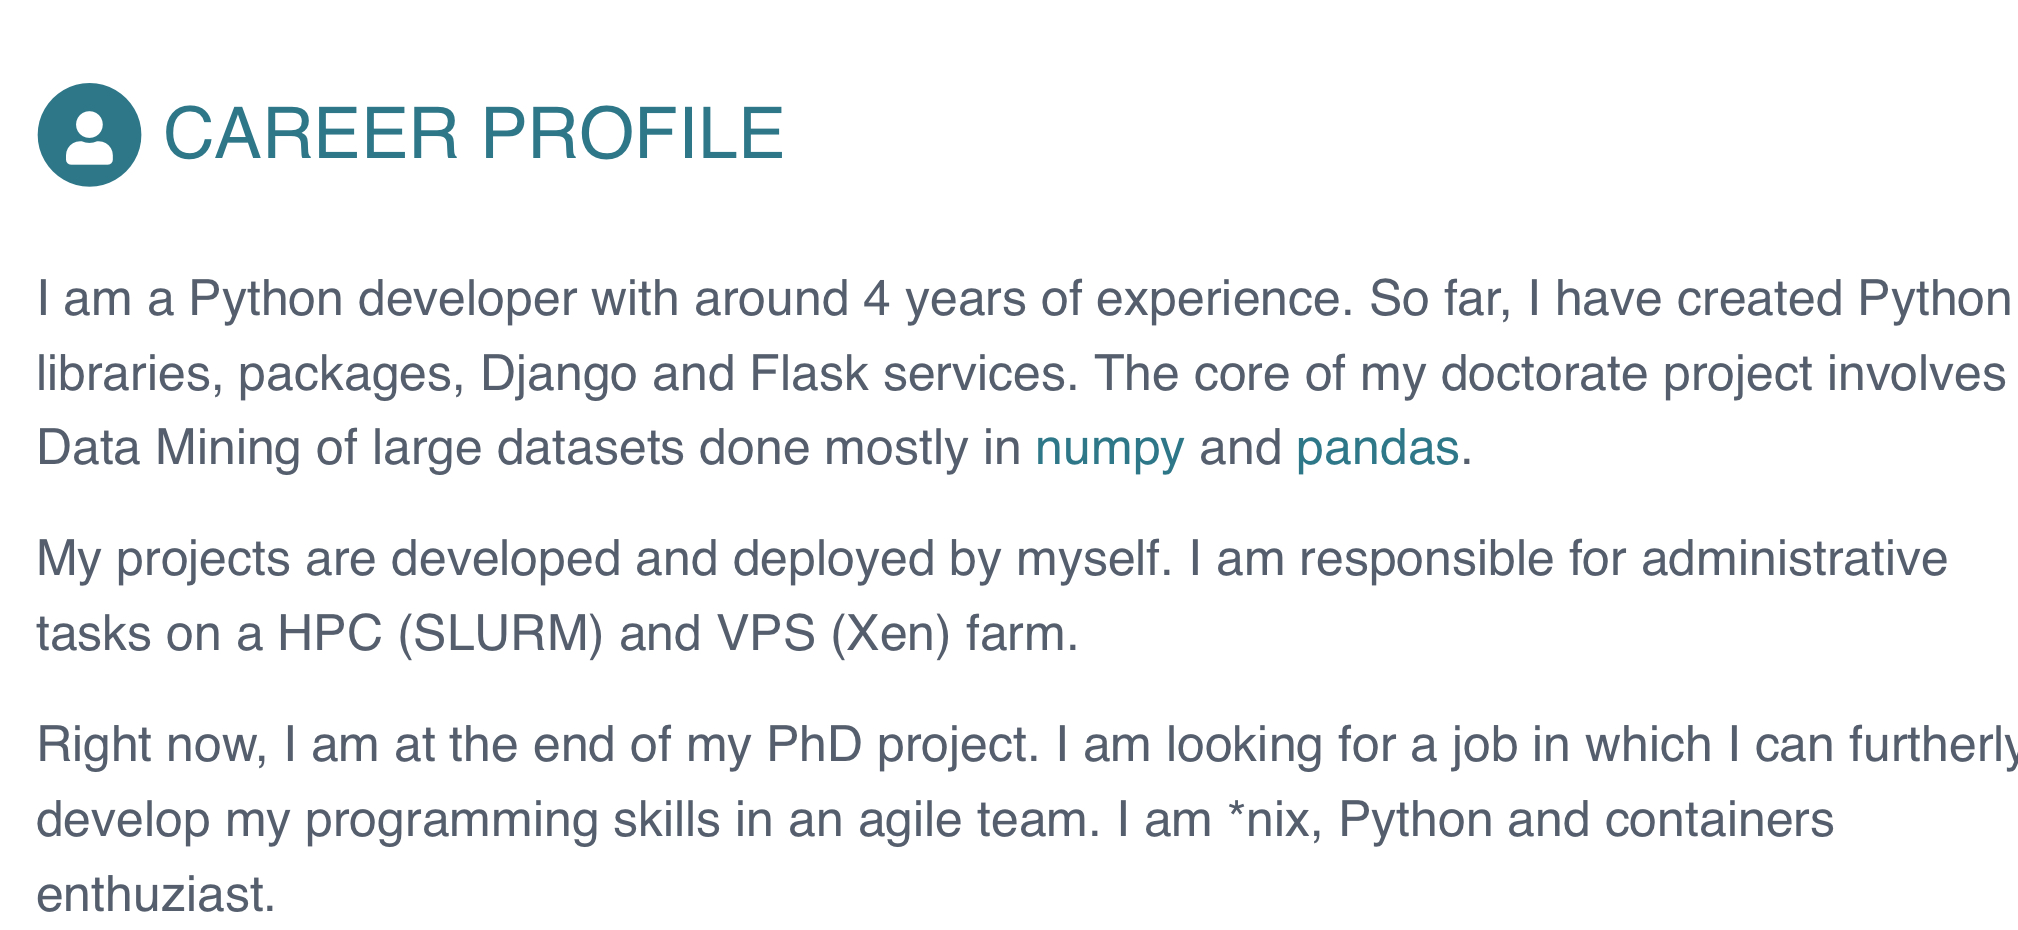 CAREER PROFILE
I am a Python developer with around 4 years of experience. So far, I have created Python
libraries, packages, Django and Flask services. The core of my doctorate project involves
Data Mining of large datasets done mostly in numpy and pandas.
My projects are developed and deployed by myself. I am responsible for administrative
tasks on a HPC (SLURM) and VPS (Xen) farm.
Right now, I am at the end of my PhD project. I am looking for a job in which I can furtherly
develop my programming skills in an agile team. I am *nix, Python and containers
enthuziast.